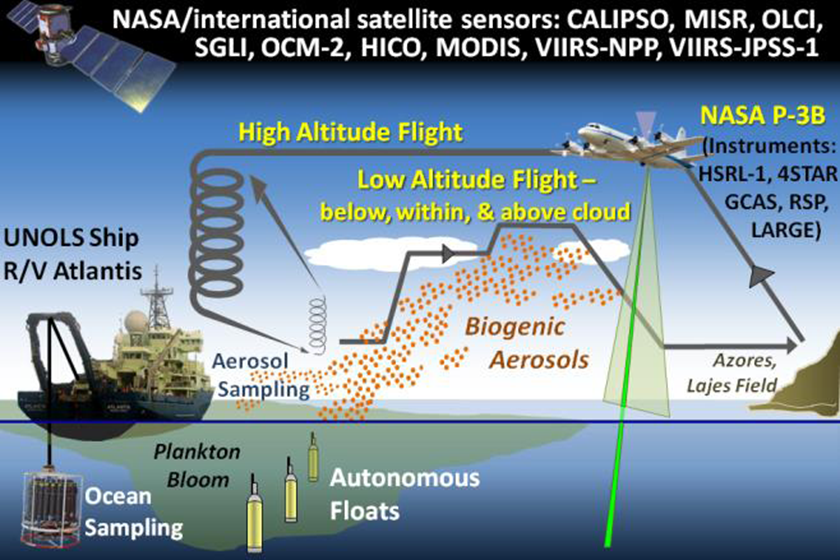 NASA/international satellite sensors: CALIPSO, MISR, OLCI,
SGLI, OCM-2, HICO, MODIS, VIIRS-NPP, VIIRS-JPSS-1
High Altitude Flight
NASA P-3B
(Instruments:
HSRL-1, 4STAR
GCAS, RSP,
LARGE)
Low Altitude Flight –
below, within, & above cloud
UNOLS Ship
R/V Atlantis
Biogenic
Aerosols
Aerosol
Sampling
Azores,
Lajes Field
ATLANTIS
Plankton
Bloom
Autonomous
Floats
Ocean
Sampling